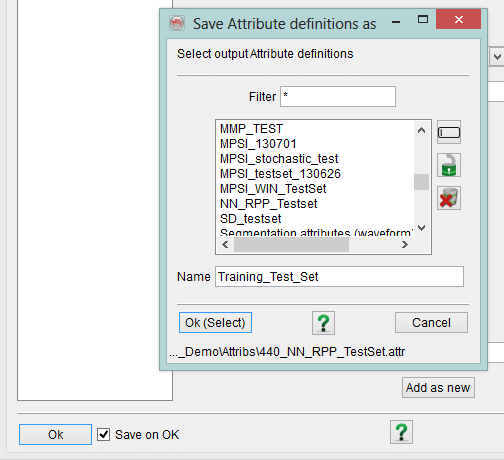 Save Attribute definitions as
Select output Attribute definitions
Filter *
MMP_TEST
MPSI_130701
MPSI_stochastic_test
MPSI_testset_130626
MPSI_WIN_TestSet
NN_RPP_Testset
SD_testset
Segmentation attributes (waveform)
Name Training_Test_Set
Ok (Select)
?
Cancel
..._Demo\Attribs\440_NN_RPP_TestSet.attr
Add as new
Ok
Save on OK
?